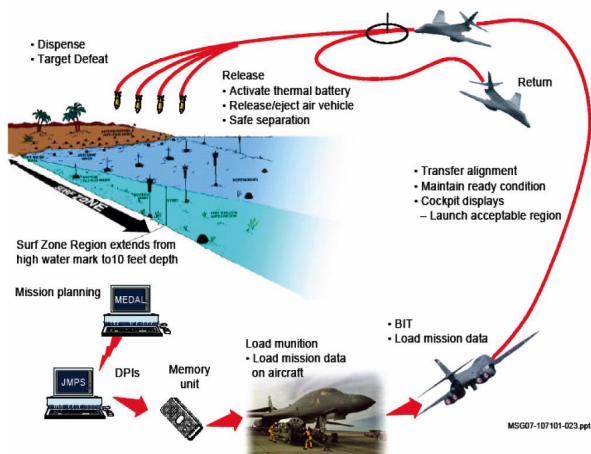 • Dispense
• Target Defeat
Release
• Activate thermal battery
• Release/eject air vehicle
• Safe separation
Return
• Transfer alignment
• Maintain ready condition
• Cockpit displays
– Launch acceptable region
SURF ZONE
Surf Zone Region extends from
high water mark to10 feet depth
Mission planning
MEDAL
JMPS
DPIs
Memory
unit
Load munition
• Load mission data
on aircraft
• BIT
• Load mission data
MSG07-107101-023.ppt